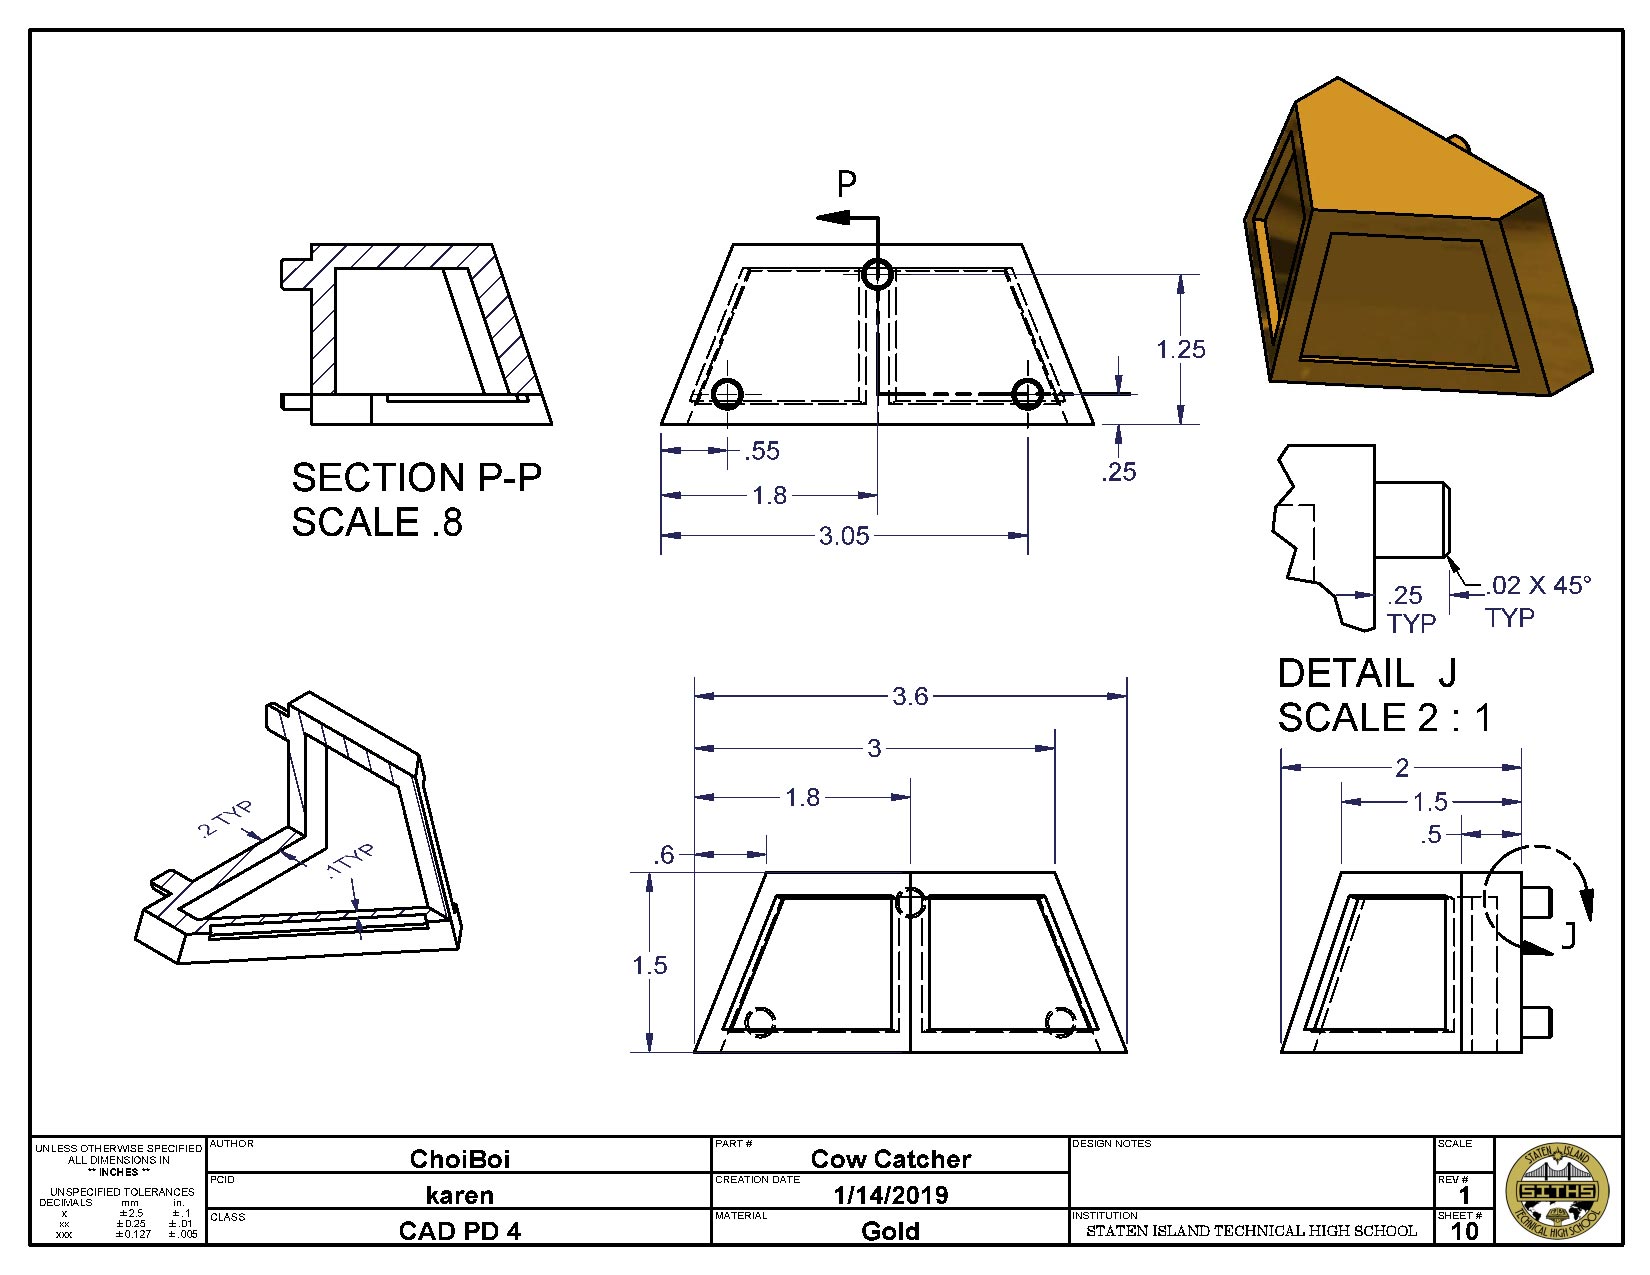 P
1.25
.55
.25
1.8
3.05
SECTION P-P
SCALE .8
.25
TYP
.02 X 45°
TYP
DETAIL J
SCALE 2 : 1
.2 TYP
.1TYP
3.6
3
1.8
.6
1.5
2
1.5
.5
J
UNLESS OTHERWISE SPECIFIED
ALL DIMENSIONS IN
** INCHES **
UNSPECIFIED TOLERANCES
DECIMALS mm in.
x ±2.5 ±.1
xx ±0.25 ±.01
xxx ±0.127 ±.005
AUTHOR
ChoiBoi
PCID
karen
CLASS
CAD PD 4
PART #
Cow Catcher
CREATION DATE
1/14/2019
MATERIAL
Gold
DESIGN NOTES
INSTITUTION
STATEN ISLAND TECHNICAL HIGH SCHOOL
SCALE
REV #
1
SHEET #
10
STATEN ISLAND
SITHS
TECHNICAL HIGH SCHOOL